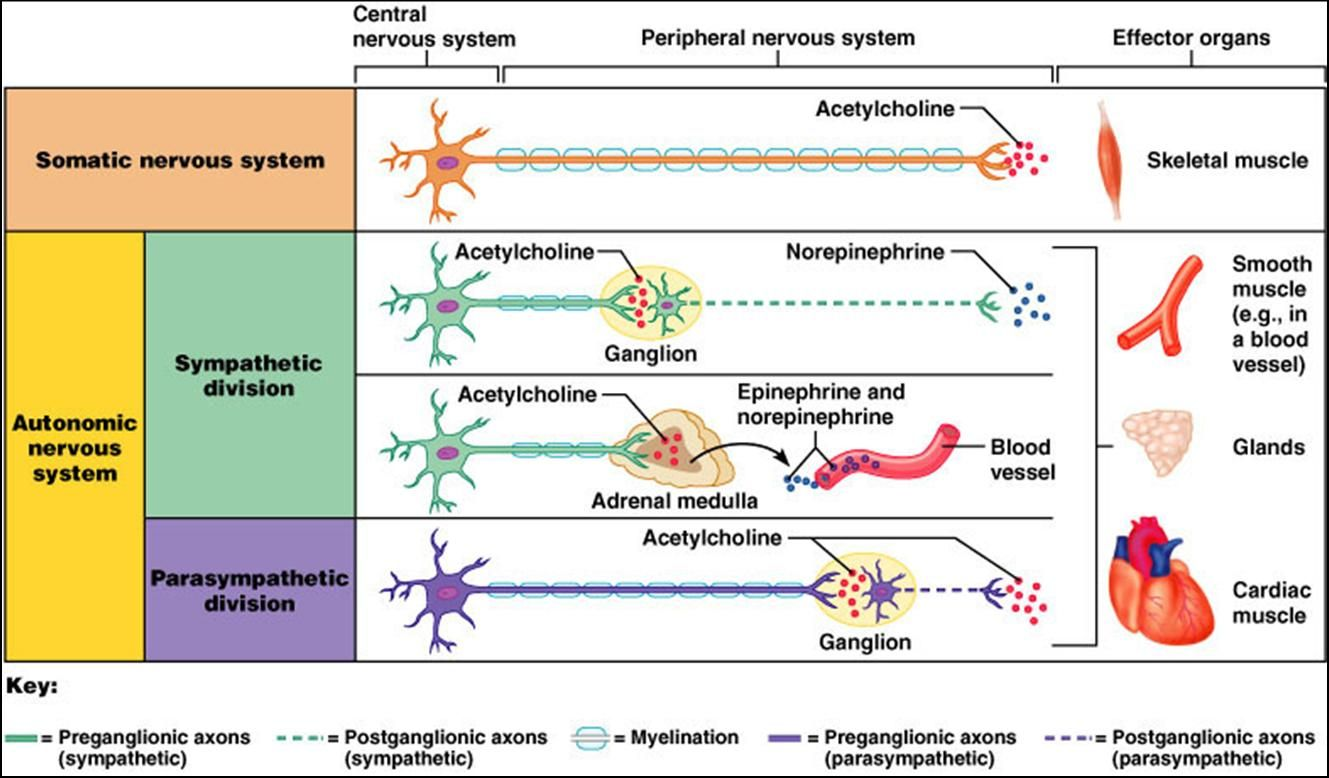 Central
nervous system
Peripheral nervous system
Effector organs
Somatic nervous system
Acetylcholine
Skeletal muscle
Autonomic
nervous
system
Sympathetic
division
Acetylcholine
Norepinephrine
Ganglion
Smooth
muscle
(e.g., in
a blood
vessel)
Acetylcholine
Epinephrine and
norepinephrine
Blood
vessel
Adrenal medulla
Glands
Parasympathetic
division
Acetylcholine
Ganglion
Cardiac
muscle
Key:
= Preganglionic axons
(sympathetic)
= Postganglionic axons
(sympathetic)
= Myelination
= Preganglionic axons
(parasympathetic)
= Postganglionic axons
(parasympathetic)